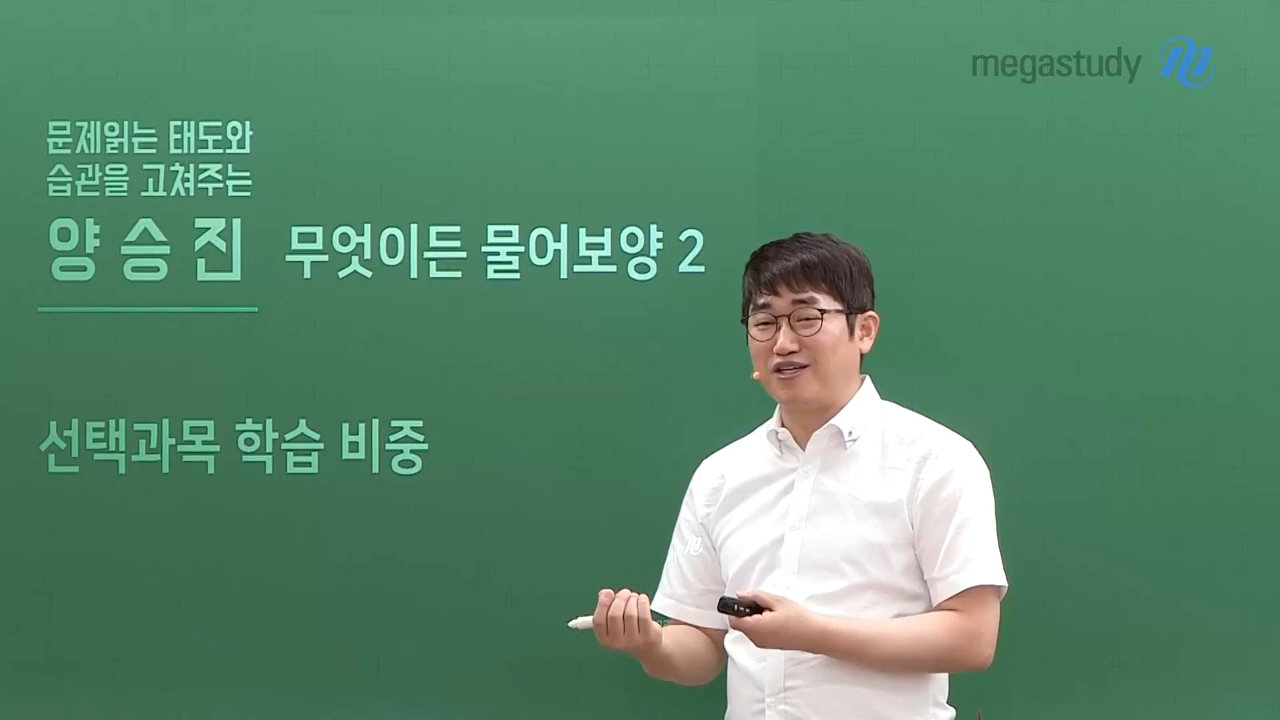 megastudy
문제읽는 태도와
습관을 고쳐주는
양승진 무엇이든 물어보양 2
선택과목 학습 비중